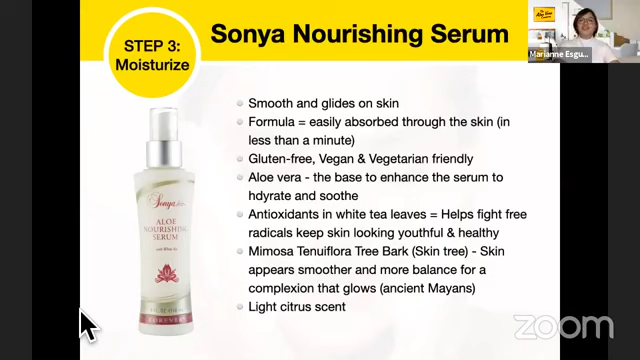 STEP 3:
Moisturize
Sonya Nourishing Serum
Marianne Esgu...
Smooth and glides on skin
Formula = easily absorbed through the skin (in
less than a minute)
Gluten-free, Vegan & Vegetarian friendly
Aloe vera - the base to enhance the serum to
hdyrate and soothe
Antioxidants in white tea leaves = Helps fight free
radicals keep skin looking youthful & healthy
Mimosa Tenuiflora Tree Bark (Skin tree) - Skin
appears smoother and more balance for a
complexion that glows (ancient Mayans)
Light citrus scent
Sonya
ALOE
NOURISHING
SERUM
with White Tea
FOREVER
zoom